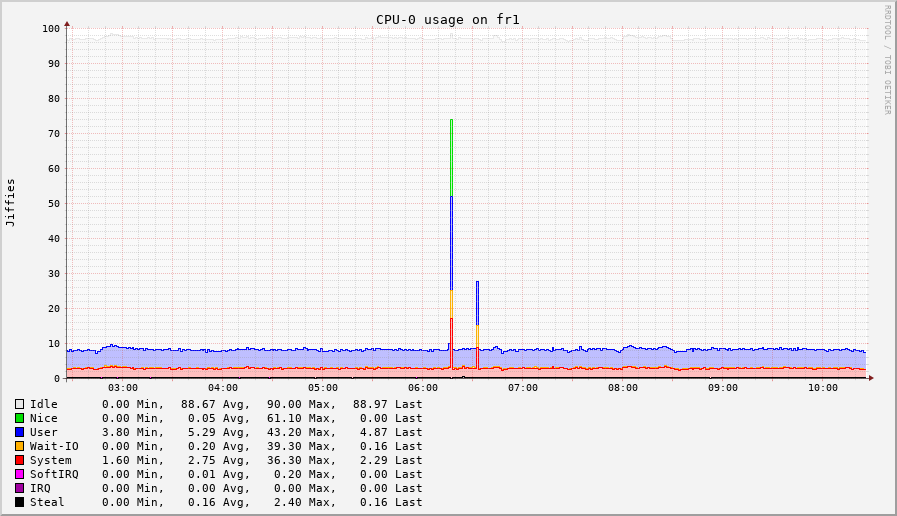 CPU-0 usage on fr1
RRDTOOL / TOBI OETIKER
Jiffies
100
90
80
70
60
50
40
30
20
10
0
03:00 04:00 05:00 06:00 07:00 08:00 09:00 10:00
Idle 0.00 Min, 88.67 Avg, 90.00 Max, 88.97 Last
Nice 0.00 Min, 0.05 Avg, 61.10 Max, 0.00 Last
User 3.80 Min, 5.29 Avg, 43.20 Max, 4.87 Last
Wait-IO 0.00 Min, 0.20 Avg, 39.30 Max, 0.16 Last
System 1.60 Min, 2.75 Avg, 36.30 Max, 2.29 Last
SoftIRQ 0.00 Min, 0.01 Avg, 0.20 Max, 0.00 Last
IRQ 0.00 Min, 0.00 Avg, 0.00 Max, 0.00 Last
Steal 0.00 Min, 0.16 Avg, 2.40 Max, 0.16 Last